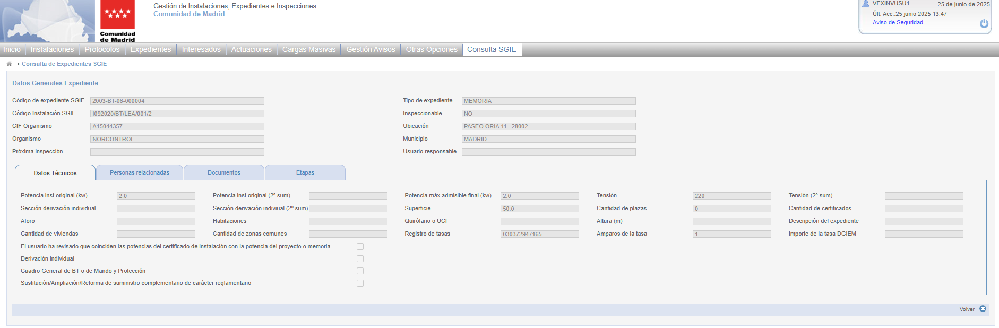 Gestión de Instalaciones, Expedientes e Inspecciones
Comunidad de Madrid
Comunidad
de Madrid
VEXINVUSU1 25 de junio de 2025
Últ. Acc.:25 junio 2025 13:47
Aviso de Seguridad
Inicio Instalaciones Protocolos Expedientes Interesados Actuaciones Cargas Masivas Gestión Avisos Otras Opciones Consulta SGIE
> Consulta de Expedientes SGIE
Datos Generales Expediente
Código de expediente SGIE 2003-BT-06-000004 Tipo de expediente MEMORIA
Código Instalación SGIE I092020/BT/LEA/001/2 Inspeccionable NO
CIF Organismo A15044357 Ubicación PASEO ORIA 11 28002
Organismo NORCONTROL Municipio MADRID
Próxima inspección Usuario responsable
Datos Técnicos Personas relacionadas Documentos Etapas
Potencia inst original (kw) 2.0 Potencia inst original (2º sum) Potencia máx admisible final (kw) 2.0 Tensión 220 Tensión (2º sum)
Sección derivación individual Sección derivación indiviual (2º sum) Superficie 50.0 Cantidad de plazas 0 Cantidad de certificados
Aforo Habitaciones Quirófano o UCI Altura (m) Descripción del expediente
Cantidad de viviendas Cantidad de zonas comunes Registro de tasas 030372947165 Amparos de la tasa 1 Importe de la tasa DGIEM
El usuario ha revisado que coinciden las potencias del certificado de instalación con la potencia del proyecto o memoria
Derivación individual
Cuadro General de BT o de Mando y Protección
Sustitución/Ampliación/Reforma de suministro complementario de carácter reglamentario
Volver